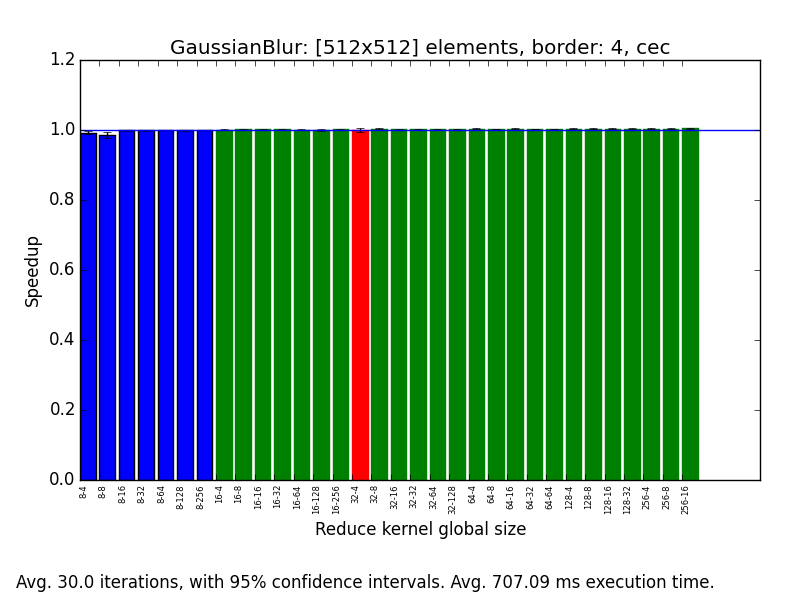 GaussianBlur: [512x512] elements, border: 4, cec
1.2
1.0
0.8
0.6
0.4
0.2
0.0
Speedup
8-4 8-8 8-16 8-32 8-64 8-128 8-256 16-4 16-8 16-16 16-32 16-64 16-128 16-256 32-4 32-8 32-16 32-32 32-64 32-128 64-4 64-8 64-16 64-32 64-64 128-4 128-8 128-16 128-32 256-4 256-8 256-16
Reduce kernel global size
Avg. 30.0 iterations, with 95% confidence intervals. Avg. 707.09 ms execution time.